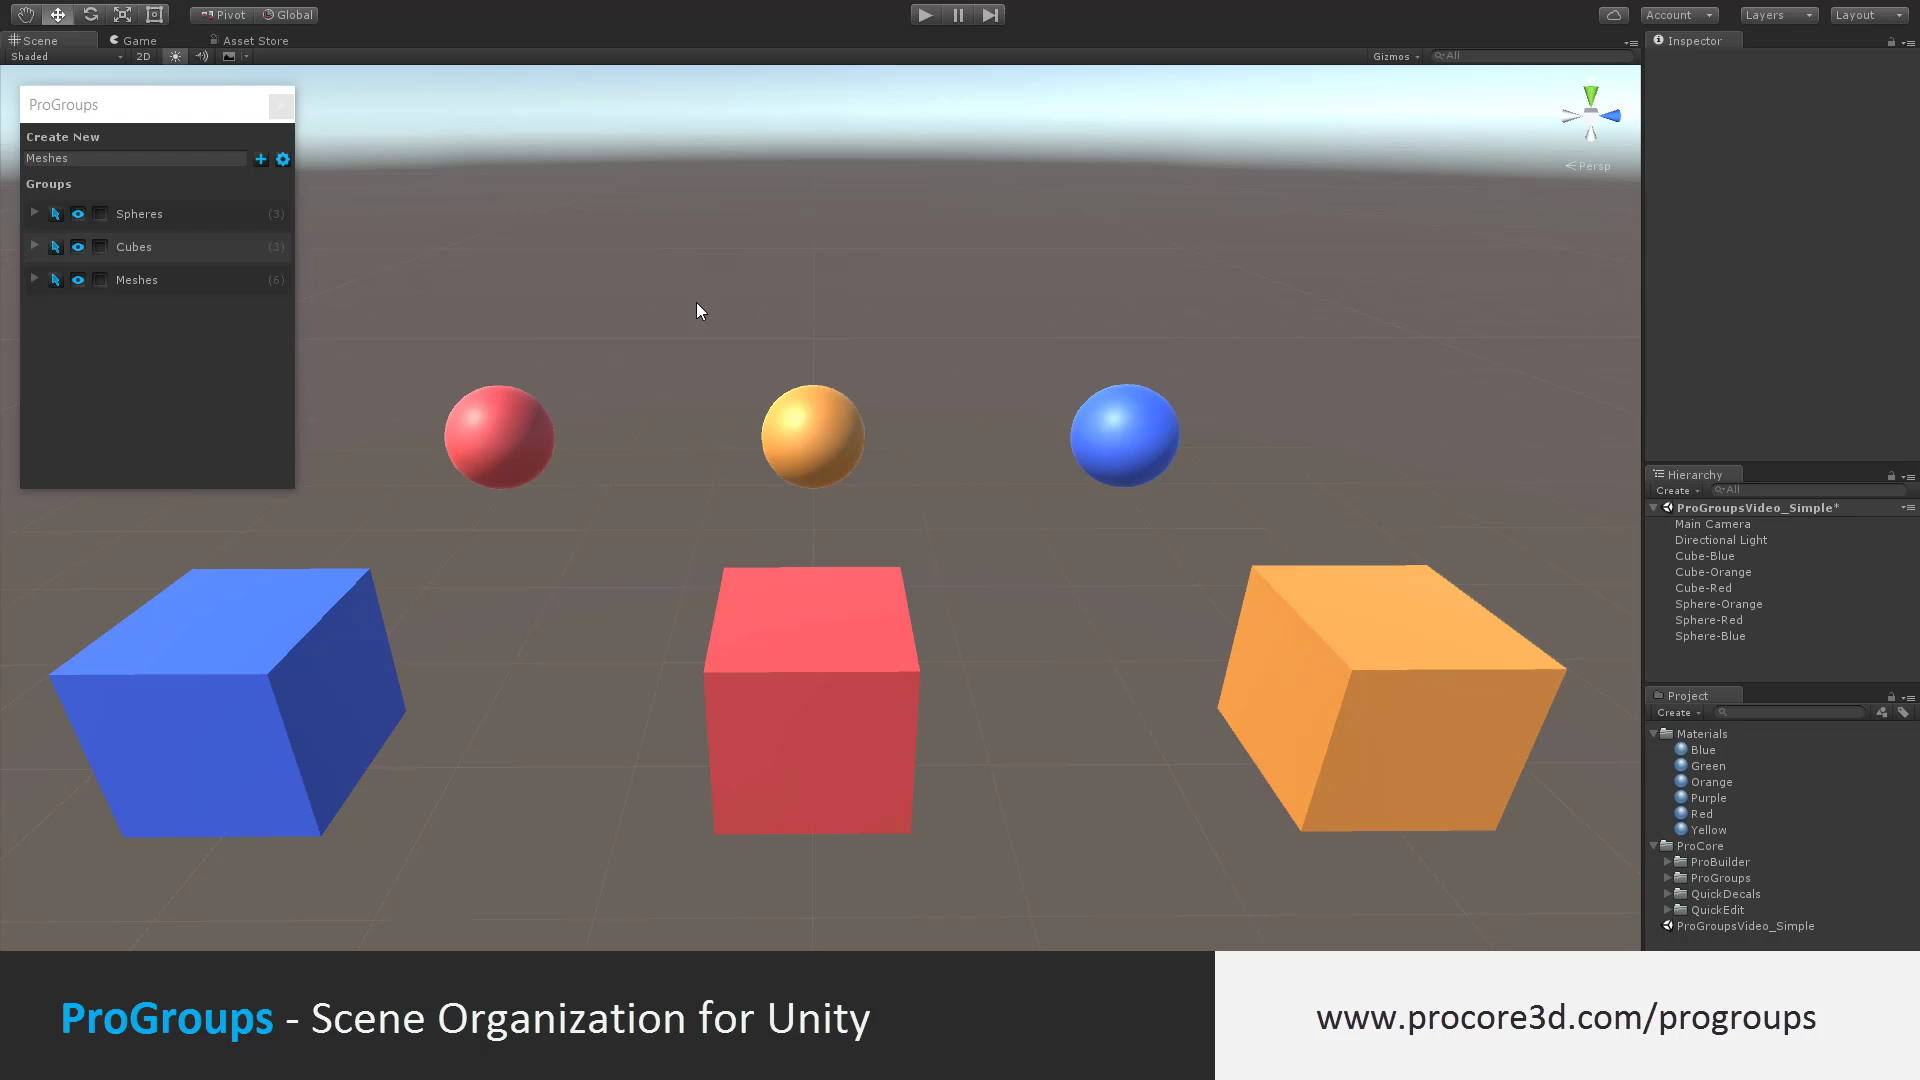 Pivot
Global
Account
Layers
Layout
Scene
Game
Asset Store
Inspector
Shaded
2D
Gizmos
All
ProGroups
Create New
Meshes
Groups
Spheres (3)
Cubes (3)
Meshes (6)
Persp
Hierarchy
Create
All
ProGroupsVideo_Simple*
Main Camera
Directional Light
Cube-Blue
Cube-Orange
Cube-Red
Sphere-Orange
Sphere-Red
Sphere-Blue
Project
Create
Materials
Blue
Green
Orange
Purple
Red
Yellow
ProCore
ProBuilder
ProGroups
QuickDecals
QuickEdit
ProGroupsVideo_Simple
ProGroups - Scene Organization for Unity
www.procore3d.com/progroups